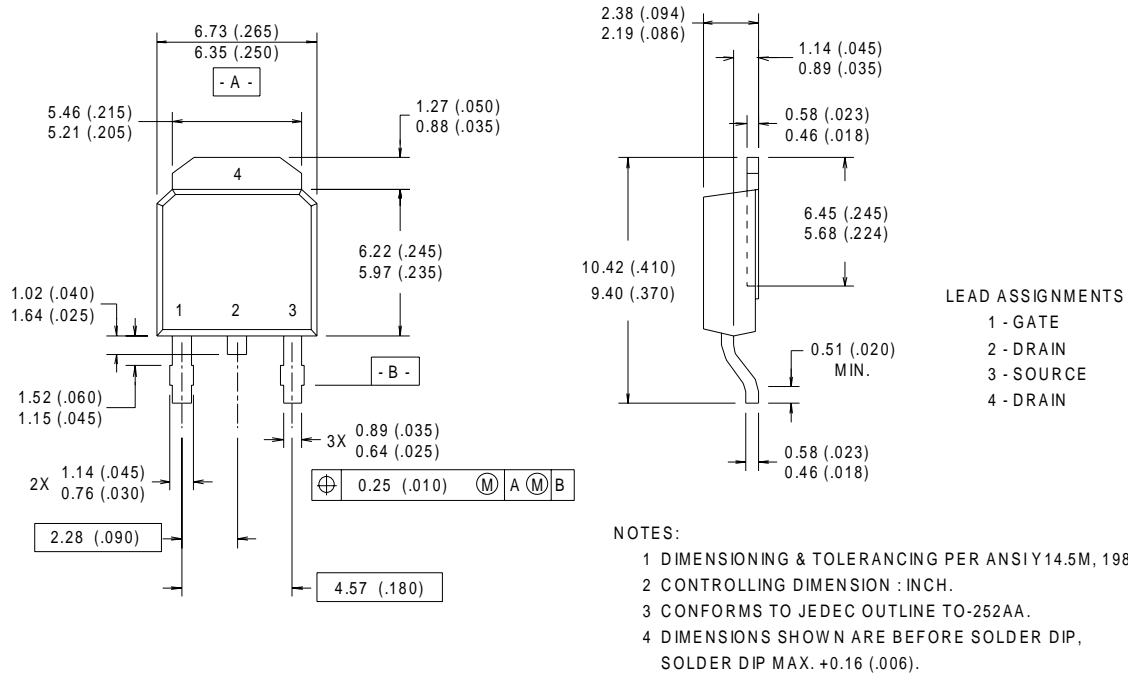 6.73 (.265)
6.35 (.250)
- A -
5.46 (.215)
5.21 (.205)
1.27 (.050)
0.88 (.035)
4
6.22 (.245)
5.97 (.235)
1.02 (.040)
1.64 (.025)
1 2 3
1.52 (.060)
1.15 (.045)
- B -
3X 0.89 (.035)
0.64 (.025)
2X 1.14 (.045)
0.76 (.030)
0.25 (.010) M A M B
2.28 (.090)
4.57 (.180)
2.38 (.094)
2.19 (.086)
1.14 (.045)
0.89 (.035)
0.58 (.023)
0.46 (.018)
6.45 (.245)
5.68 (.224)
10.42 (.410)
9.40 (.370)
0.51 (.020)
MIN.
0.58 (.023)
0.46 (.018)
LEAD ASSIGNMENTS
1 - GATE
2 - DRAIN
3 - SOURCE
4 - DRAIN
NOTES:
1 DIMENSIONING & TOLERANCING PER ANSI Y14.5M, 198
2 CONTROLLING DIMENSION : INCH.
3 CONFORMS TO JEDEC OUTLINE TO-252AA.
4 DIMENSIONS SHOWN ARE BEFORE SOLDER DIP,
SOLDER DIP MAX. +0.16 (.006).